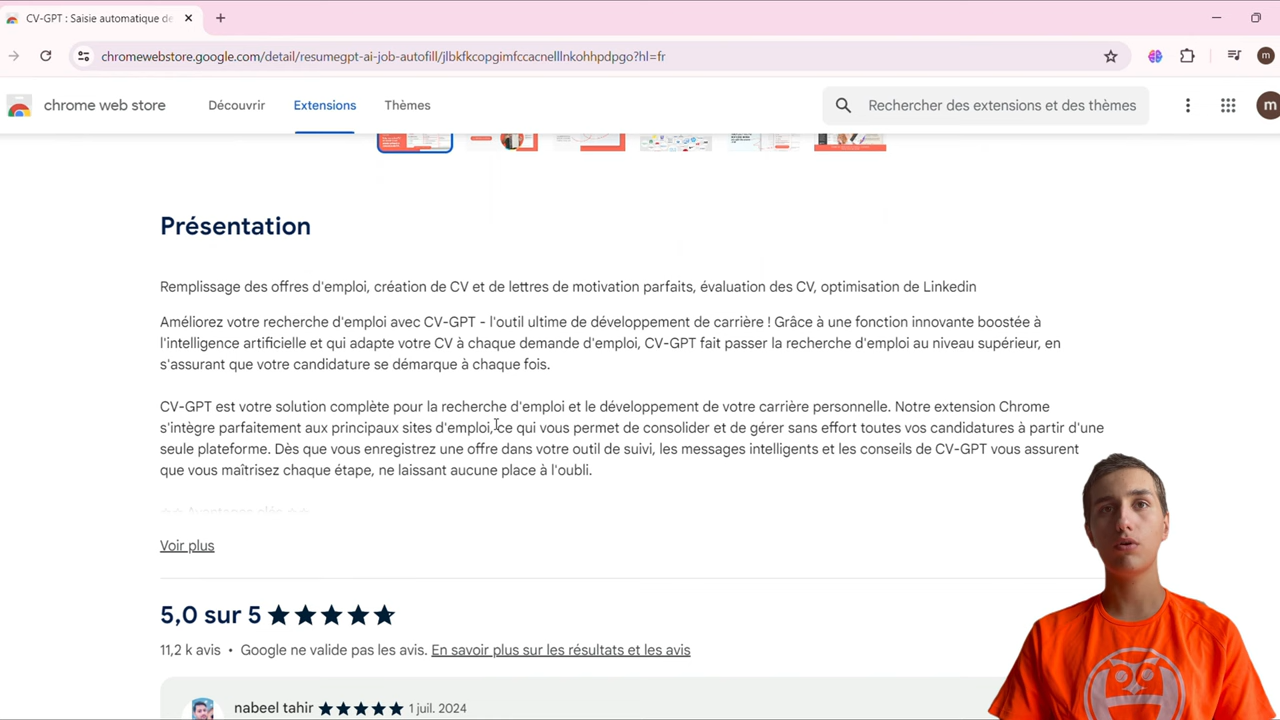 CV-GPT : Saisie automatique de
chromewebstore.google.com/detail/resumegpt-ai-job-autofill/jlbkfkcopgimfccacnelllnkohhpdpgo?hl=fr
m
chrome web store
Découvrir
Extensions
Thèmes
Rechercher des extensions et des thèmes
m
Présentation
Remplissage des offres d'emploi, création de CV et de lettres de motivation parfaits, évaluation des CV, optimisation de Linkedin
Améliorez votre recherche d'emploi avec CV-GPT - l'outil ultime de développement de carrière ! Grâce à une fonction innovante boostée à
l'intelligence artificielle et qui adapte votre CV à chaque demande d'emploi, CV-GPT fait passer la recherche d'emploi au niveau supérieur, en
s'assurant que votre candidature se démarque à chaque fois.
CV-GPT est votre solution complète pour la recherche d'emploi et le développement de votre carrière personnelle. Notre extension Chrome
s'intègre parfaitement aux principaux sites d'emploi, ce qui vous permet de consolider et de gérer sans effort toutes vos candidatures à partir d'une
seule plateforme. Dès que vous enregistrez une offre dans votre outil de suivi, les messages intelligents et les conseils de CV-GPT vous assurent
que vous maîtrisez chaque étape, ne laissant aucune place à l'oubli.
Voir plus
5,0 sur 5
11,2 k avis • Google ne valide pas les avis. En savoir plus sur les résultats et les avis
nabeel tahir
1 juil. 2024